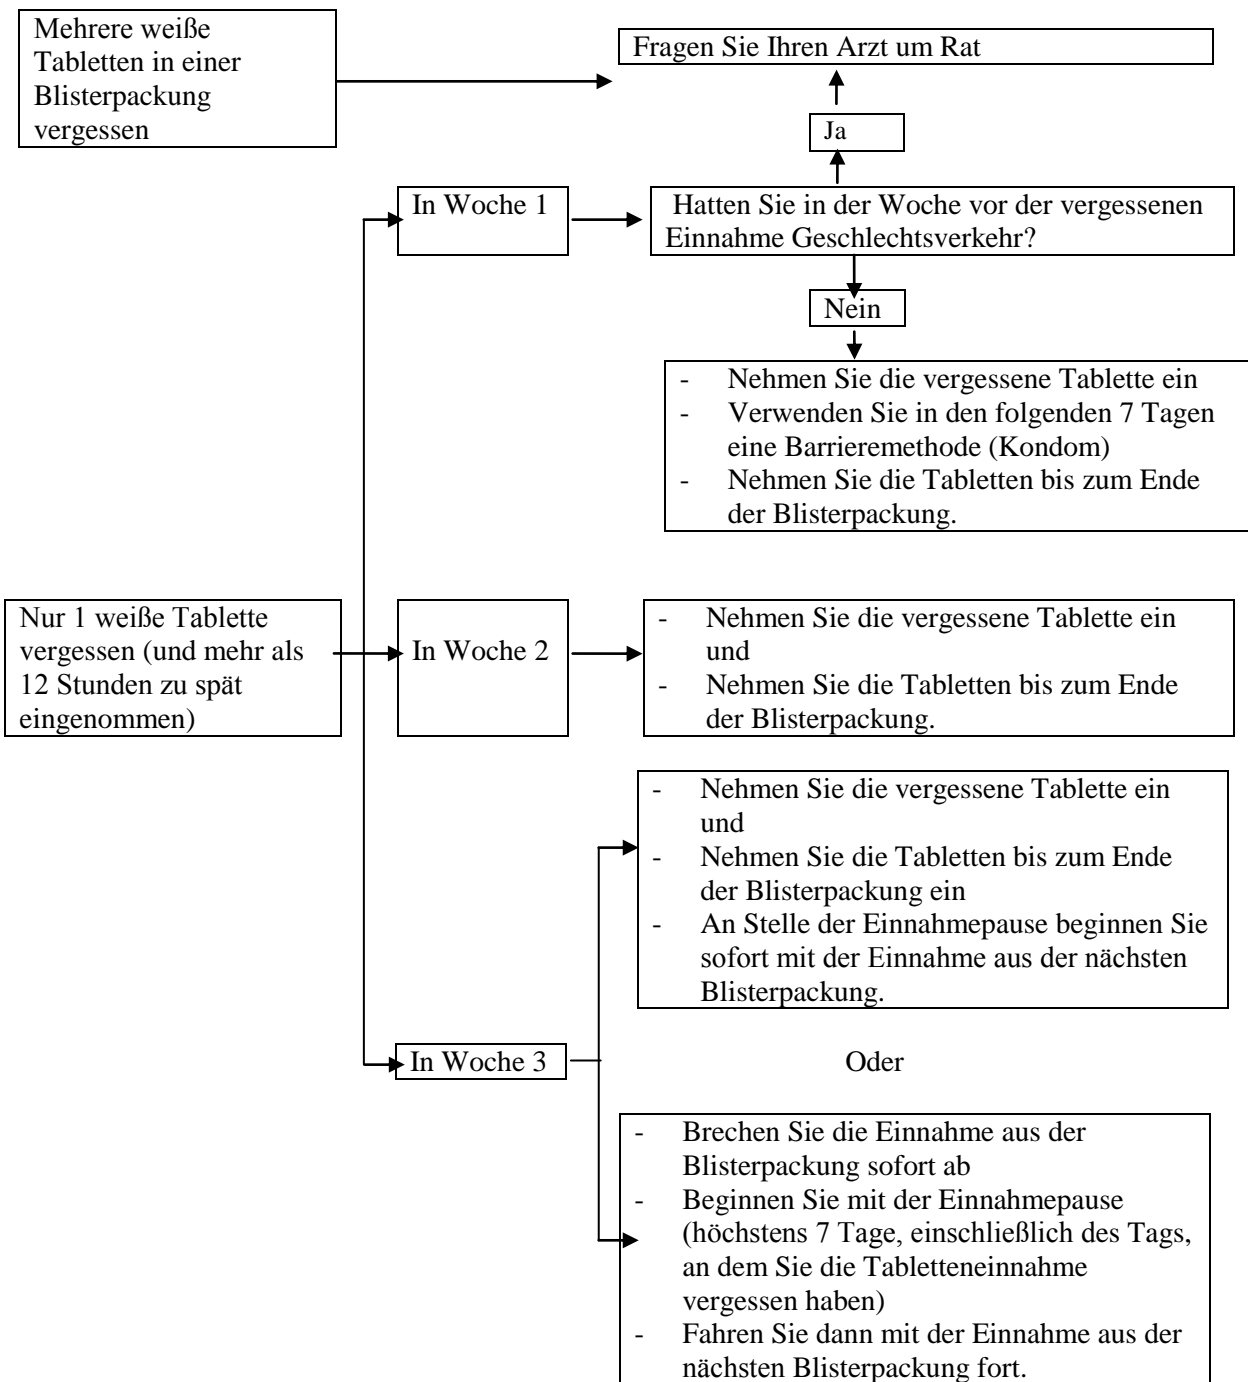 Mehrere weiße
Tabletten in einer
Blisterpackung
vergessen
Fragen Sie Ihren Arzt um Rat
Ja
In Woche 1
Hatten Sie in der Woche vor der vergessenen
Einnahme Geschlechtsverkehr?
Nein
- Nehmen Sie die vergessene Tablette ein
- Verwenden Sie in den folgenden 7 Tagen
eine Barrieremethode (Kondom)
- Nehmen Sie die Tabletten bis zum Ende
der Blisterpackung.
Nur 1 weiße Tablette
vergessen (und mehr als
12 Stunden zu spät
eingenommen)
In Woche 2
- Nehmen Sie die vergessene Tablette ein
und
- Nehmen Sie die Tabletten bis zum Ende
der Blisterpackung.
- Nehmen Sie die vergessene Tablette ein
und
- Nehmen Sie die Tabletten bis zum Ende
der Blisterpackung ein
- An Stelle der Einnahmepause beginnen Sie
sofort mit der Einnahme aus der nächsten
Blisterpackung.
In Woche 3
Oder
- Brechen Sie die Einnahme aus der
Blisterpackung sofort ab
- Beginnen Sie mit der Einnahmepause
(höchstens 7 Tage, einschließlich des Tags,
an dem Sie die Tabletteneinnahme
vergessen haben)
- Fahren Sie dann mit der Einnahme aus der
nächsten Blisterpackung fort.